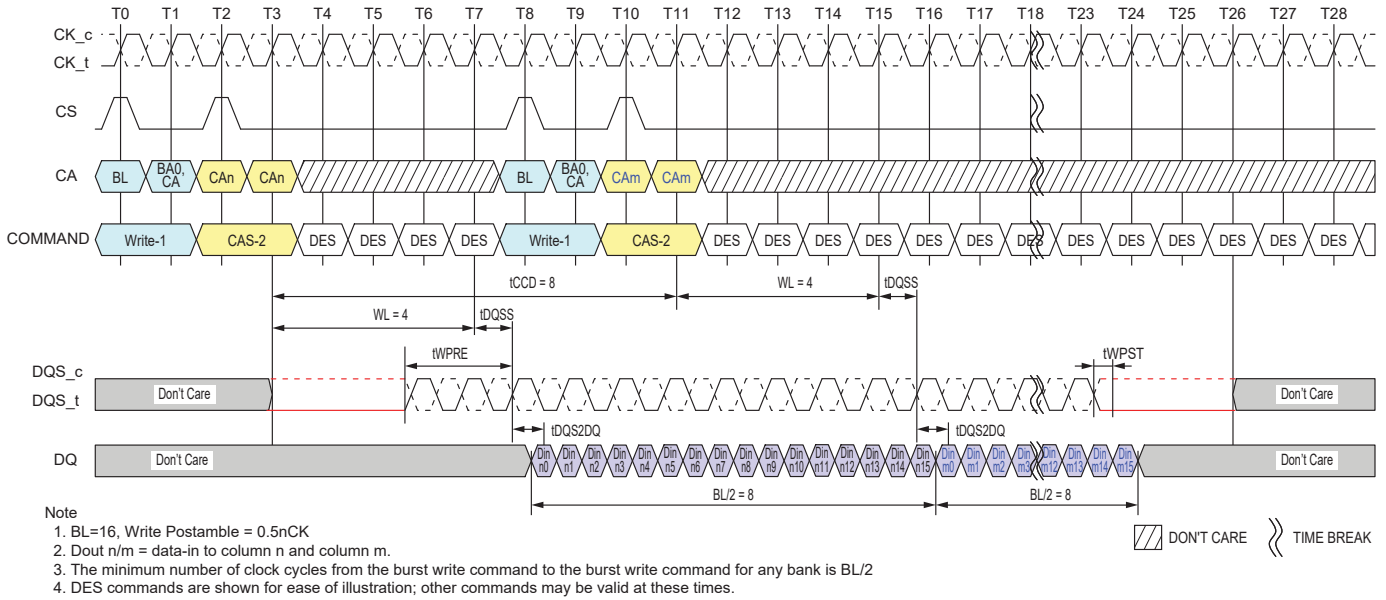 T0 T1 T2 T3 T4 T5 T6 T7 T8 T9 T10 T11 T12 T13 T14 T15 T16 T17 T18 T23 T24 T25 T26 T27 T28
CK_c
CK_t
CS
CA BL BA0, CA CAn CAn BL BA0, CA CAm CAm
COMMAND Write-1 CAS-2 DES DES DES DES Write-1 CAS-2 DES DES DES DES DES DES DES DES DES DES DES DES DES
tCCD = 8 WL = 4 tDQSS
WL = 4 tDQSS
tWPRE tWPST
DQS_c
DQS_t Don't Care Don't Care
tDQS2DQ tDQS2DQ
DQ Don't Care Din n0 Din n1 Din n2 Din n3 Din n4 Din n5 Din n6 Din n7 Din n8 Din n9 Din n10 Din n11 Din n12 Din n13 Din n14 Din n15 Din m0 Din m1 Din m2 Din m3 Din m12 Din m13 Din m14 Din m15 Don't Care
BL/2 = 8 BL/2 = 8
Note
1. BL=16, Write Postamble = 0.5nCK
2. Dout n/m = data-in to column n and column m.
3. The minimum number of clock cycles from the burst write command to the burst write command for any bank is BL/2
4. DES commands are shown for ease of illustration; other commands may be valid at these times.
DON'T CARE TIME BREAK